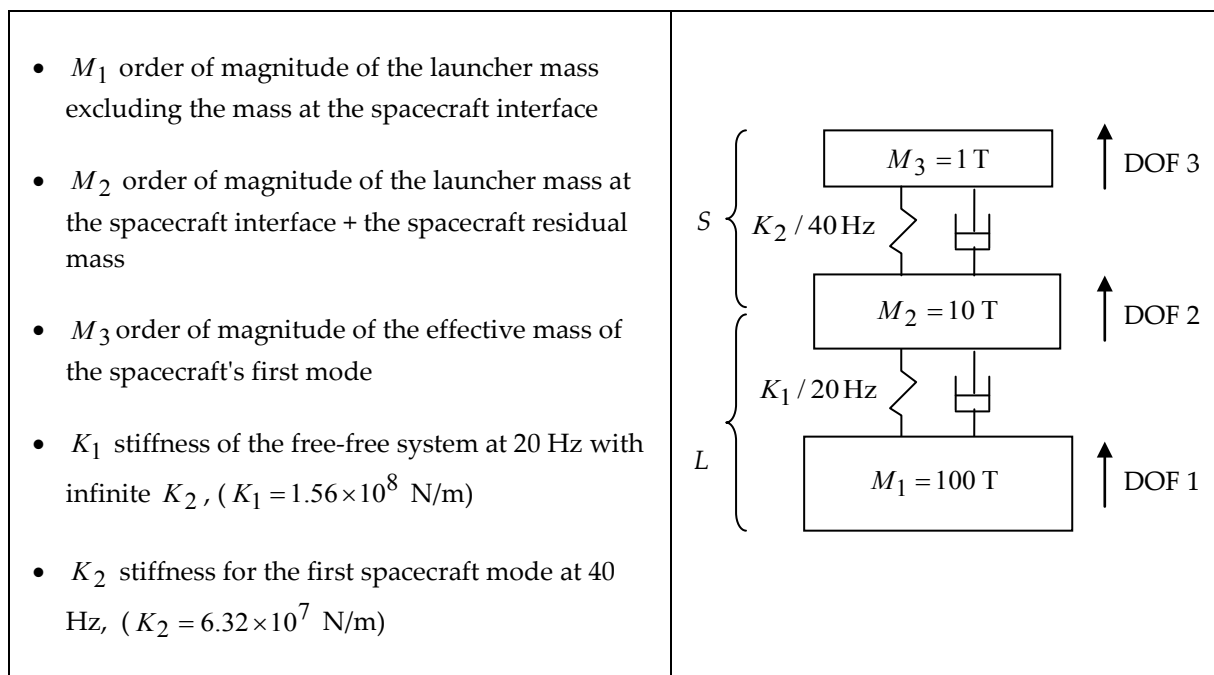 • M₁ order of magnitude of the launcher mass
excluding the mass at the spacecraft interface
• M₂ order of magnitude of the launcher mass at
the spacecraft interface + the spacecraft residual
mass
• M₃ order of magnitude of the effective mass of
the spacecraft's first mode
• K₁ stiffness of the free-free system at 20 Hz with
infinite K₂, (K₁ = 1.56×10⁸ N/m)
• K₂ stiffness for the first spacecraft mode at 40
Hz, (K₂ = 6.32×10⁷ N/m)
M₃ = 1 T
DOF 3
S
K₂ / 40 Hz
M₂ = 10 T
DOF 2
K₁ / 20 Hz
L
M₁ = 100 T
DOF 1